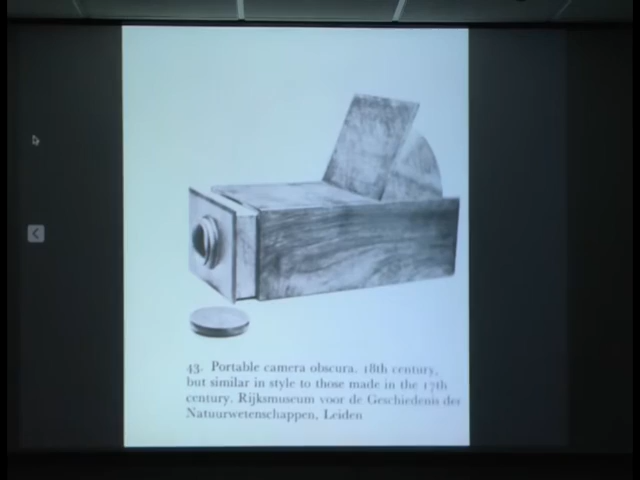 43. Portable camera obscura. 18th century,
but similar in style to those made in the 17th
century. Rijksmuseum voor de Geschiedenis der
Natuurwetenschappen, Leiden